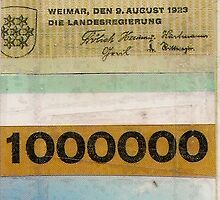 WEIMAR, DEN 9. AUGUST 1923
DIE LANDESREGIERUNG
1000000